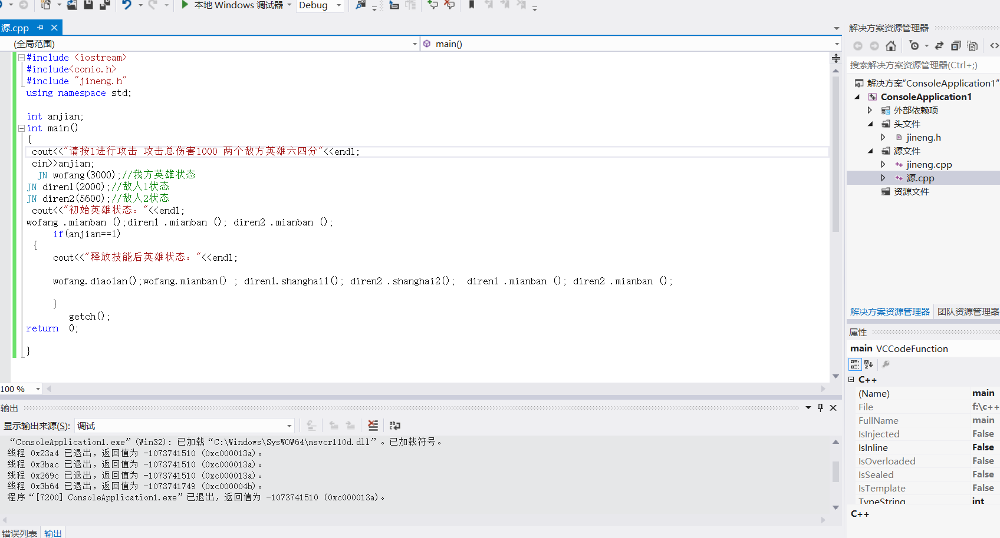 本地 Windows 调试器 Debug
源.cpp
(全局范围) main()
#include <iostream>
#include<conio.h>
#include "jineng.h"
using namespace std;
int anjian;
int main()
{
cout<<"请按1进行攻击 攻击总伤害1000 两个敌方英雄六四分"<<endl;
cin>>anjian;
JN wofang(3000);//我方英雄状态
JN diren1(2000);//敌人1状态
JN diren2(5600);//敌人2状态
cout<<"初始英雄状态: "<<endl;
wofang .mianban ();diren1 .mianban (); diren2 .mianban ();
if(anjian==1)
{
cout<<"释放技能后英雄状态: "<<endl;
wofang.diaolan();wofang.mianban() ; diren1.shanghai1(); diren2 .shanghai2();  diren1 .mianban (); diren2 .mianban ();
}
getch();
return  0;
}
100 %
输出
显示输出来源(S): 调试
“ConsoleApplication1.exe”(Win32): 已加载“C:\Windows\SysWOW64\msvcr110d.dll”。已加载符号。
线程 0x23a4 已退出，返回值为 -1073741510 (0xc000013a)。
线程 0x3bac 已退出，返回值为 -1073741510 (0xc000013a)。
线程 0x269c 已退出，返回值为 -1073741510 (0xc000013a)。
线程 0x3b64 已退出，返回值为 -1073741749 (0xc000004b)。
程序“[7200] ConsoleApplication1.exe”已退出，返回值为 -1073741510 (0xc000013a)。
错误列表 输出
解决方案资源管理器
搜索解决方案资源管理器(Ctrl+;)
解决方案“ConsoleApplication1”
ConsoleApplication1
外部依赖项
头文件
jineng.h
源文件
jineng.cpp
源.cpp
资源文件
解决方案资源管理器 团队资源管理器
属性
main VCCodeFunction
C++
(Name) main
File f:\c++
FullName main
IsInjected False
IsInline False
IsOverloaded False
IsSealed False
IsTemplate False
TypeString int
C++